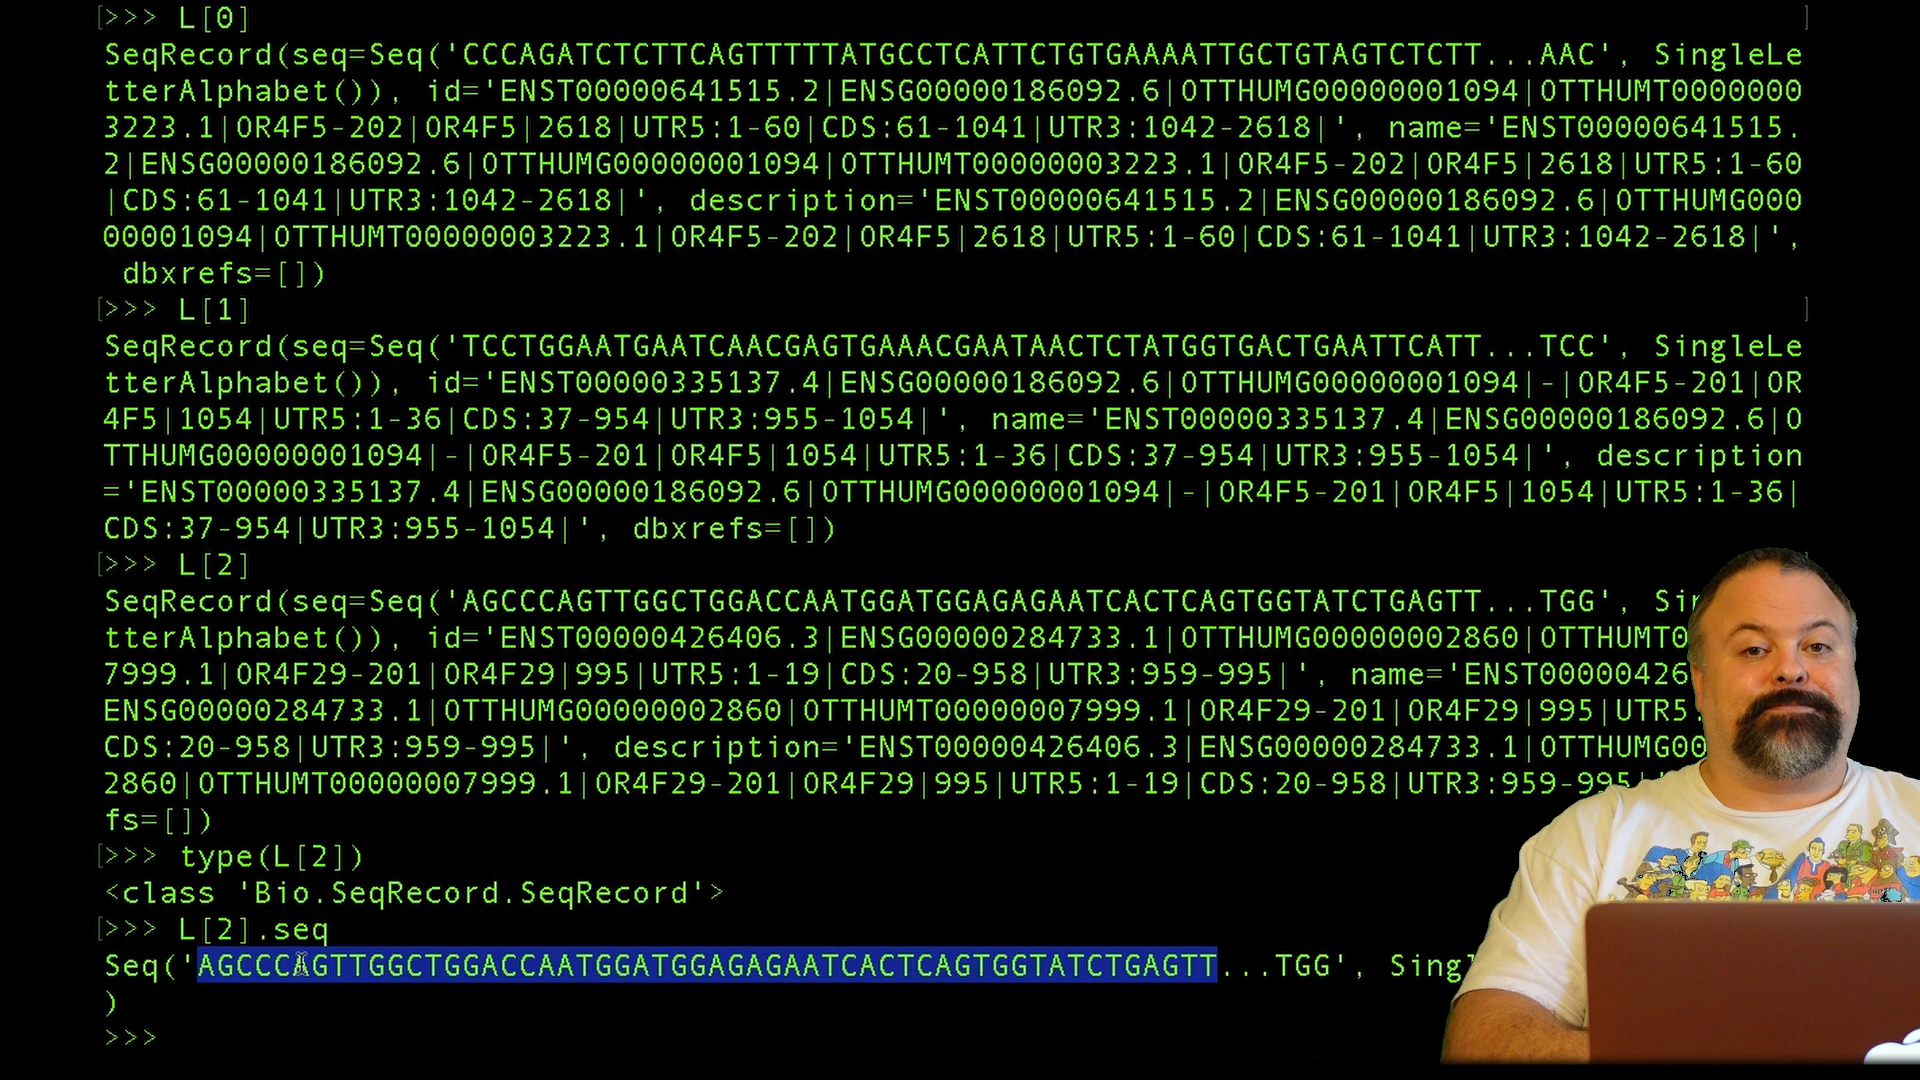 [>>> L[0] ]
SeqRecord(seq=Seq('CCCAGATCTCTTCAGTTTTTATGCCTCATTCTGTGAAAATTGCTGTAGTCTCTT...AAC', SingleLe
tterAlphabet()), id='ENST00000641515.2|ENSG00000186092.6|OTTHUMG00000001094|OTTHUMT0000000
3223.1|OR4F5-202|OR4F5|2618|UTR5:1-60|CDS:61-1041|UTR3:1042-2618|', name='ENST00000641515.
2|ENSG00000186092.6|OTTHUMG00000001094|OTTHUMT00000003223.1|OR4F5-202|OR4F5|2618|UTR5:1-60
|CDS:61-1041|UTR3:1042-2618|', description='ENST00000641515.2|ENSG00000186092.6|OTTHUMG000
00001094|OTTHUMT00000003223.1|OR4F5-202|OR4F5|2618|UTR5:1-60|CDS:61-1041|UTR3:1042-2618|',
 dbxrefs=[])
[>>> L[1] ]
SeqRecord(seq=Seq('TCCTGGAATGAATCAACGAGTGAAACGAATAACTCTATGGTGACTGAATTCATT...TCC', SingleLe
tterAlphabet()), id='ENST00000335137.4|ENSG00000186092.6|OTTHUMG00000001094|-|OR4F5-201|OR
4F5|1054|UTR5:1-36|CDS:37-954|UTR3:955-1054|', name='ENST00000335137.4|ENSG00000186092.6|O
TTHUMG00000001094|-|OR4F5-201|OR4F5|1054|UTR5:1-36|CDS:37-954|UTR3:955-1054|', description
='ENST00000335137.4|ENSG00000186092.6|OTTHUMG00000001094|-|OR4F5-201|OR4F5|1054|UTR5:1-36|
CDS:37-954|UTR3:955-1054|', dbxrefs=[])
[>>> L[2]
SeqRecord(seq=Seq('AGCCCAGTTGGCTGGACCAATGGATGGAGAGAATCACTCAGTGGTATCTGAGTT...TGG', Si
tterAlphabet()), id='ENST00000426406.3|ENSG00000284733.1|OTTHUMG00000002860|OTTHUMT0
7999.1|OR4F29-201|OR4F29|995|UTR5:1-19|CDS:20-958|UTR3:959-995|', name='ENST00000426
ENSG00000284733.1|OTTHUMG00000002860|OTTHUMT00000007999.1|OR4F29-201|OR4F29|995|UTR5
CDS:20-958|UTR3:959-995|', description='ENST00000426406.3|ENSG00000284733.1|OTTHUMG00
2860|OTTHUMT00000007999.1|OR4F29-201|OR4F29|995|UTR5:1-19|CDS:20-958|UTR3:959-995|
fs=[])
[>>> type(L[2])
<class 'Bio.SeqRecord.SeqRecord'>
[>>> L[2].seq
Seq('AGCCCAGTTGGCTGGACCAATGGATGGAGAGAATCACTCAGTGGTATCTGAGTT...TGG', Sing
)
>>>